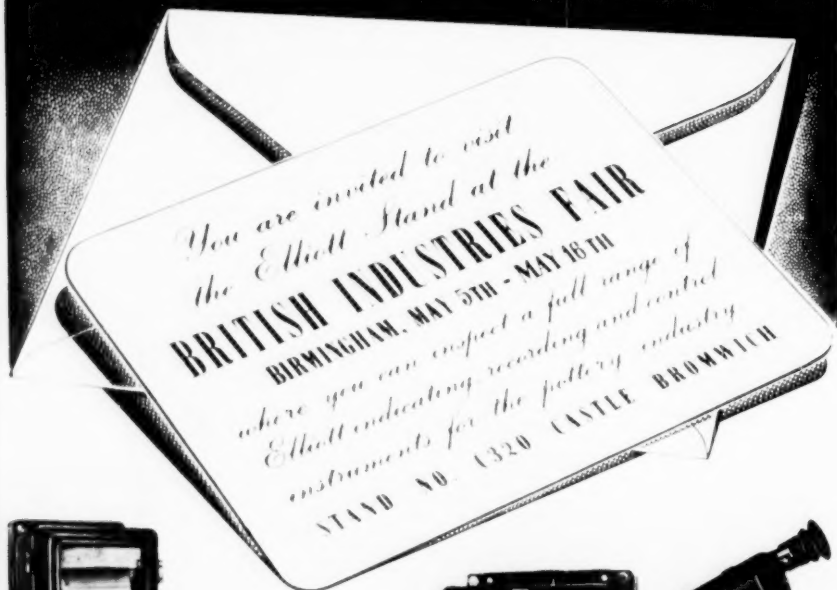 You are invited to visit
the Elliott Stand at the
BRITISH INDUSTRIES FAIR
BIRMINGHAM, MAY 5TH - MAY 16TH
where you can inspect a full range of
Elliott indicating, recording and control
instruments for the pottery industry
STAND NO. C320 CASTLE BROMWICH